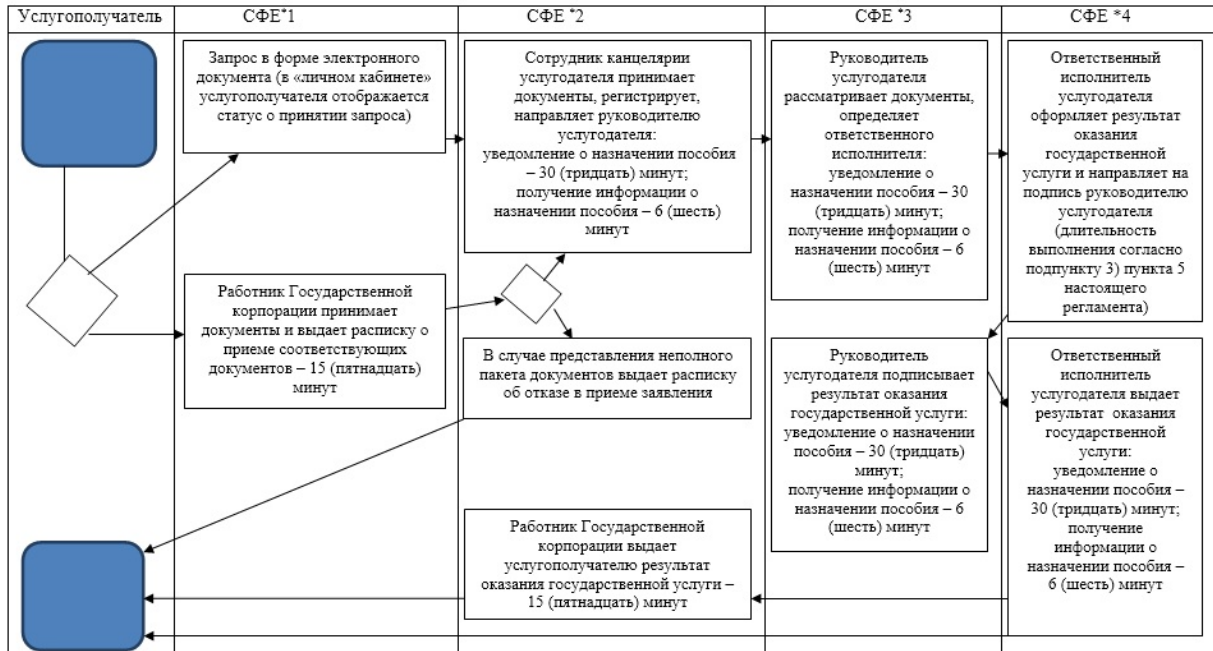 Услугополучатель
СФЕ*1
СФЕ *2
СФЕ *3
СФЕ *4
Запрос в форме электронного
документа (в «личном кабинете»
услугополучателя отображается
статус о принятии запроса)
Сотрудник канцелярии
услугодателя принимает
документы, регистрирует,
направляет руководителю
услугодателя:
уведомление о назначении пособия
– 30 (тридцать) минут;
получение информации о
назначении пособия – 6 (шесть)
минут
Руководитель
услугодателя
рассматривает документы,
определяет
ответственного
исполнителя:
уведомление о
назначении пособия – 30
(тридцать) минут;
получение информации о
назначении пособия – 6
(шесть) минут
Ответственный
исполнитель
услугодателя
оформляет результат
оказания
государственной
услуги и направляет на
подпись руководителю
услугодателя
(длительность
выполнения согласно
подпункту 3) пункта 5
настоящего
регламента)
Работник Государственной
корпорации принимает
документы и выдает расписку о
приеме соответствующих
документов – 15 (пятнадцать)
минут
В случае представления неполного
пакета документов выдает расписку
об отказе в приеме заявления
Руководитель
услугодателя подписывает
результат оказания
государственной услуги:
уведомление о назначении
пособия – 30 (тридцать)
минут;
получение информации о
назначении пособия – 6
(шесть) минут
Ответственный
исполнитель
услугодателя выдает
результат оказания
государственной
услуги:
уведомление о
назначении пособия –
30 (тридцать) минут;
получение
информации о
назначении пособия –
6 (шесть) минут
Работник Государственной
корпорации выдает
услугополучателю результат
оказания государственной услуги –
15 (пятнадцать) минут